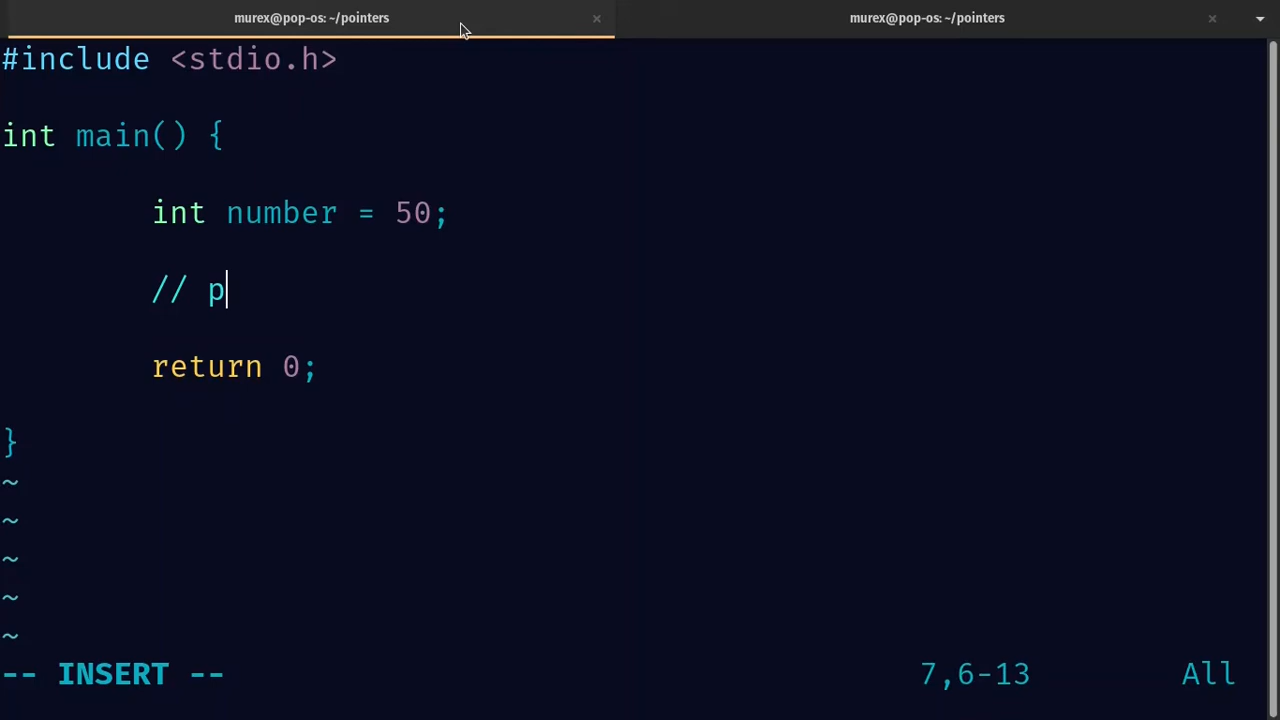 murex@pop-os: ~/pointers × murex@pop-os: ~/pointers ×
#include <stdio.h>
int main() {
int number = 50;
// p
return 0;
}
~
~
~
~
~
-- INSERT -- 7,6-13 All